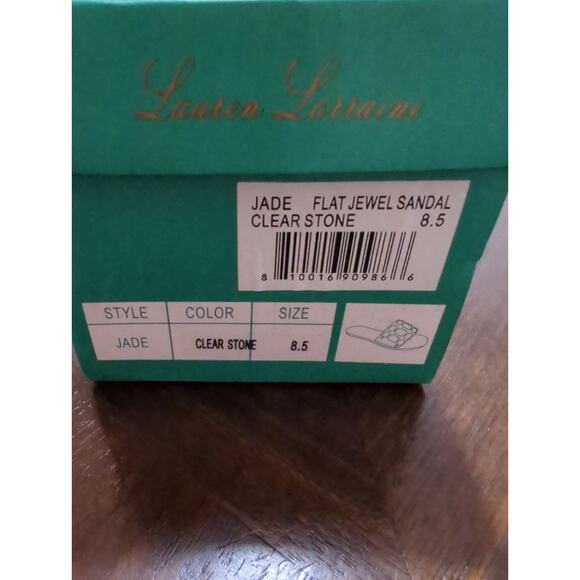 Lauren Lorraine
JADE FLAT JEWEL SANDAL
CLEAR STONE 8.5
8 10016 90986 6
STYLE COLOR SIZE
JADE CLEAR STONE 8.5